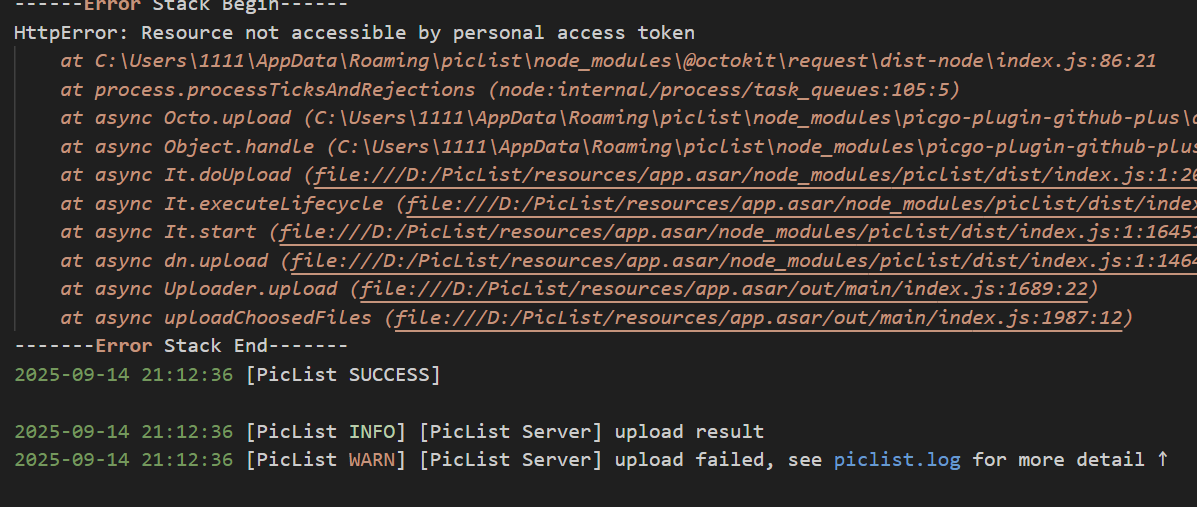 ------Error Stack Begin------
HttpError: Resource not accessible by personal access token
at C:\Users\1111\AppData\Roaming\piclist\node_modules\@octokit\request\dist-node\index.js:86:21
at process.processTicksAndRejections (node:internal/process/task_queues:105:5)
at async Octo.upload (C:\Users\1111\AppData\Roaming\piclist\node_modules\picgo-plugin-github-plus\
at async Object.handle (C:\Users\1111\AppData\Roaming\piclist\node_modules\picgo-plugin-github-plus
at async It.doUpload (file:///D:/PicList/resources/app.asar/node_modules/piclist/dist/index.js:1:20
at async It.executeLifecycle (file:///D:/PicList/resources/app.asar/node_modules/piclist/dist/index
at async It.start (file:///D:/PicList/resources/app.asar/node_modules/piclist/dist/index.js:1:16451
at async dn.upload (file:///D:/PicList/resources/app.asar/node_modules/piclist/dist/index.js:1:1464
at async Uploader.upload (file:///D:/PicList/resources/app.asar/out/main/index.js:1689:22)
at async uploadChoosedFiles (file:///D:/PicList/resources/app.asar/out/main/index.js:1987:12)
-------Error Stack End-------
2025-09-14 21:12:36 [PicList SUCCESS]
2025-09-14 21:12:36 [PicList INFO] [PicList Server] upload result
2025-09-14 21:12:36 [PicList WARN] [PicList Server] upload failed, see piclist.log for more detail ↑